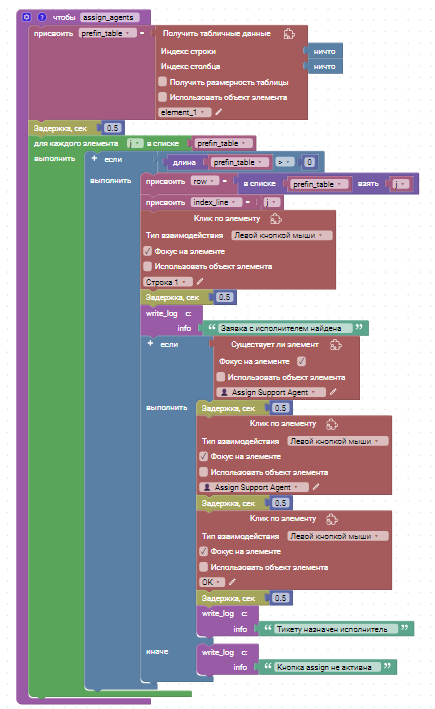 чтобы assign_agents
присвоить prefin_table = Получить табличные данные
Индекс строки ничто
Индекс столбца ничто
Получить размерность таблицы
Использовать объект элемента
element_1
Задержка, сек 0.5
для каждого элемента j в списке prefin_table
выполнить если длина prefin_table > 0
выполнить присвоить row = в списке prefin_table взять j
присвоить index_line = j
Клик по элементу
Тип взаимодействия Левой кнопкой мыши
Фокус на элементе
Использовать объект элемента
Строка 1
Задержка, сек 0.5
write_log с:
info “ Заявка с исполнителем найдена ”
если Существует ли элемент
Фокус на элементе
Использовать объект элемента
Assign Support Agent
выполнить Задержка, сек 0.5
Клик по элементу
Тип взаимодействия Левой кнопкой мыши
Фокус на элементе
Использовать объект элемента
Assign Support Agent
Задержка, сек 0.5
Клик по элементу
Тип взаимодействия Левой кнопкой мыши
Фокус на элементе
Использовать объект элемента
OK
Задержка, сек 0.5
write_log с:
info “ Тикету назначен исполнитель ”
иначе write_log с:
info “ Кнопка assign не активна ”